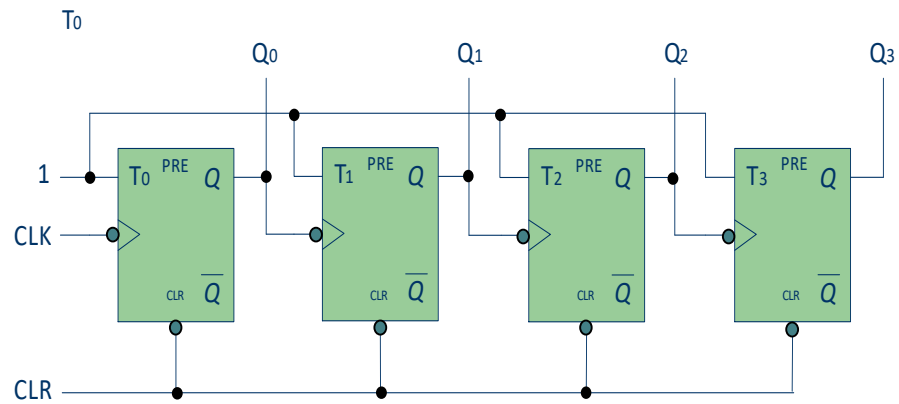 T0
Q0 Q1 Q2 Q3
1 T0 PRE Q T1 PRE Q T2 PRE Q T3 PRE Q
CLK
CLR Q CLR Q CLR Q CLR Q
CLR